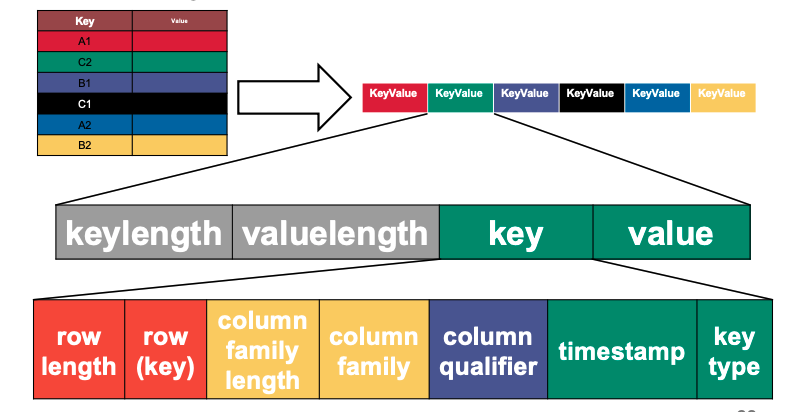 Key Value
A1
C2
B1
C1
A2
B2
KeyValue KeyValue KeyValue KeyValue KeyValue KeyValue
keylength valuelength key value
row
length
row
(key)
column
family
length
column
family
column
qualifier
timestamp
key
type